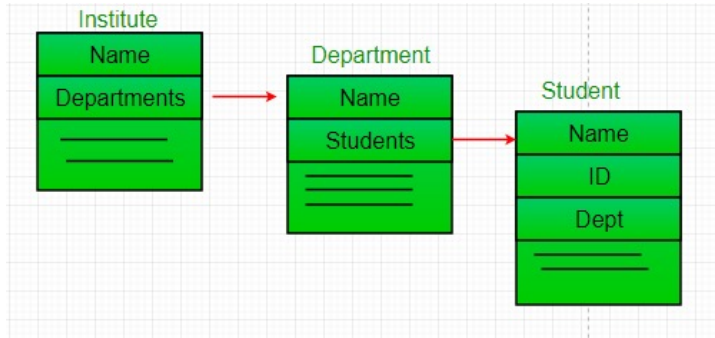 Institute
Name
Departments
Department
Name
Students
Student
Name
ID
Dept